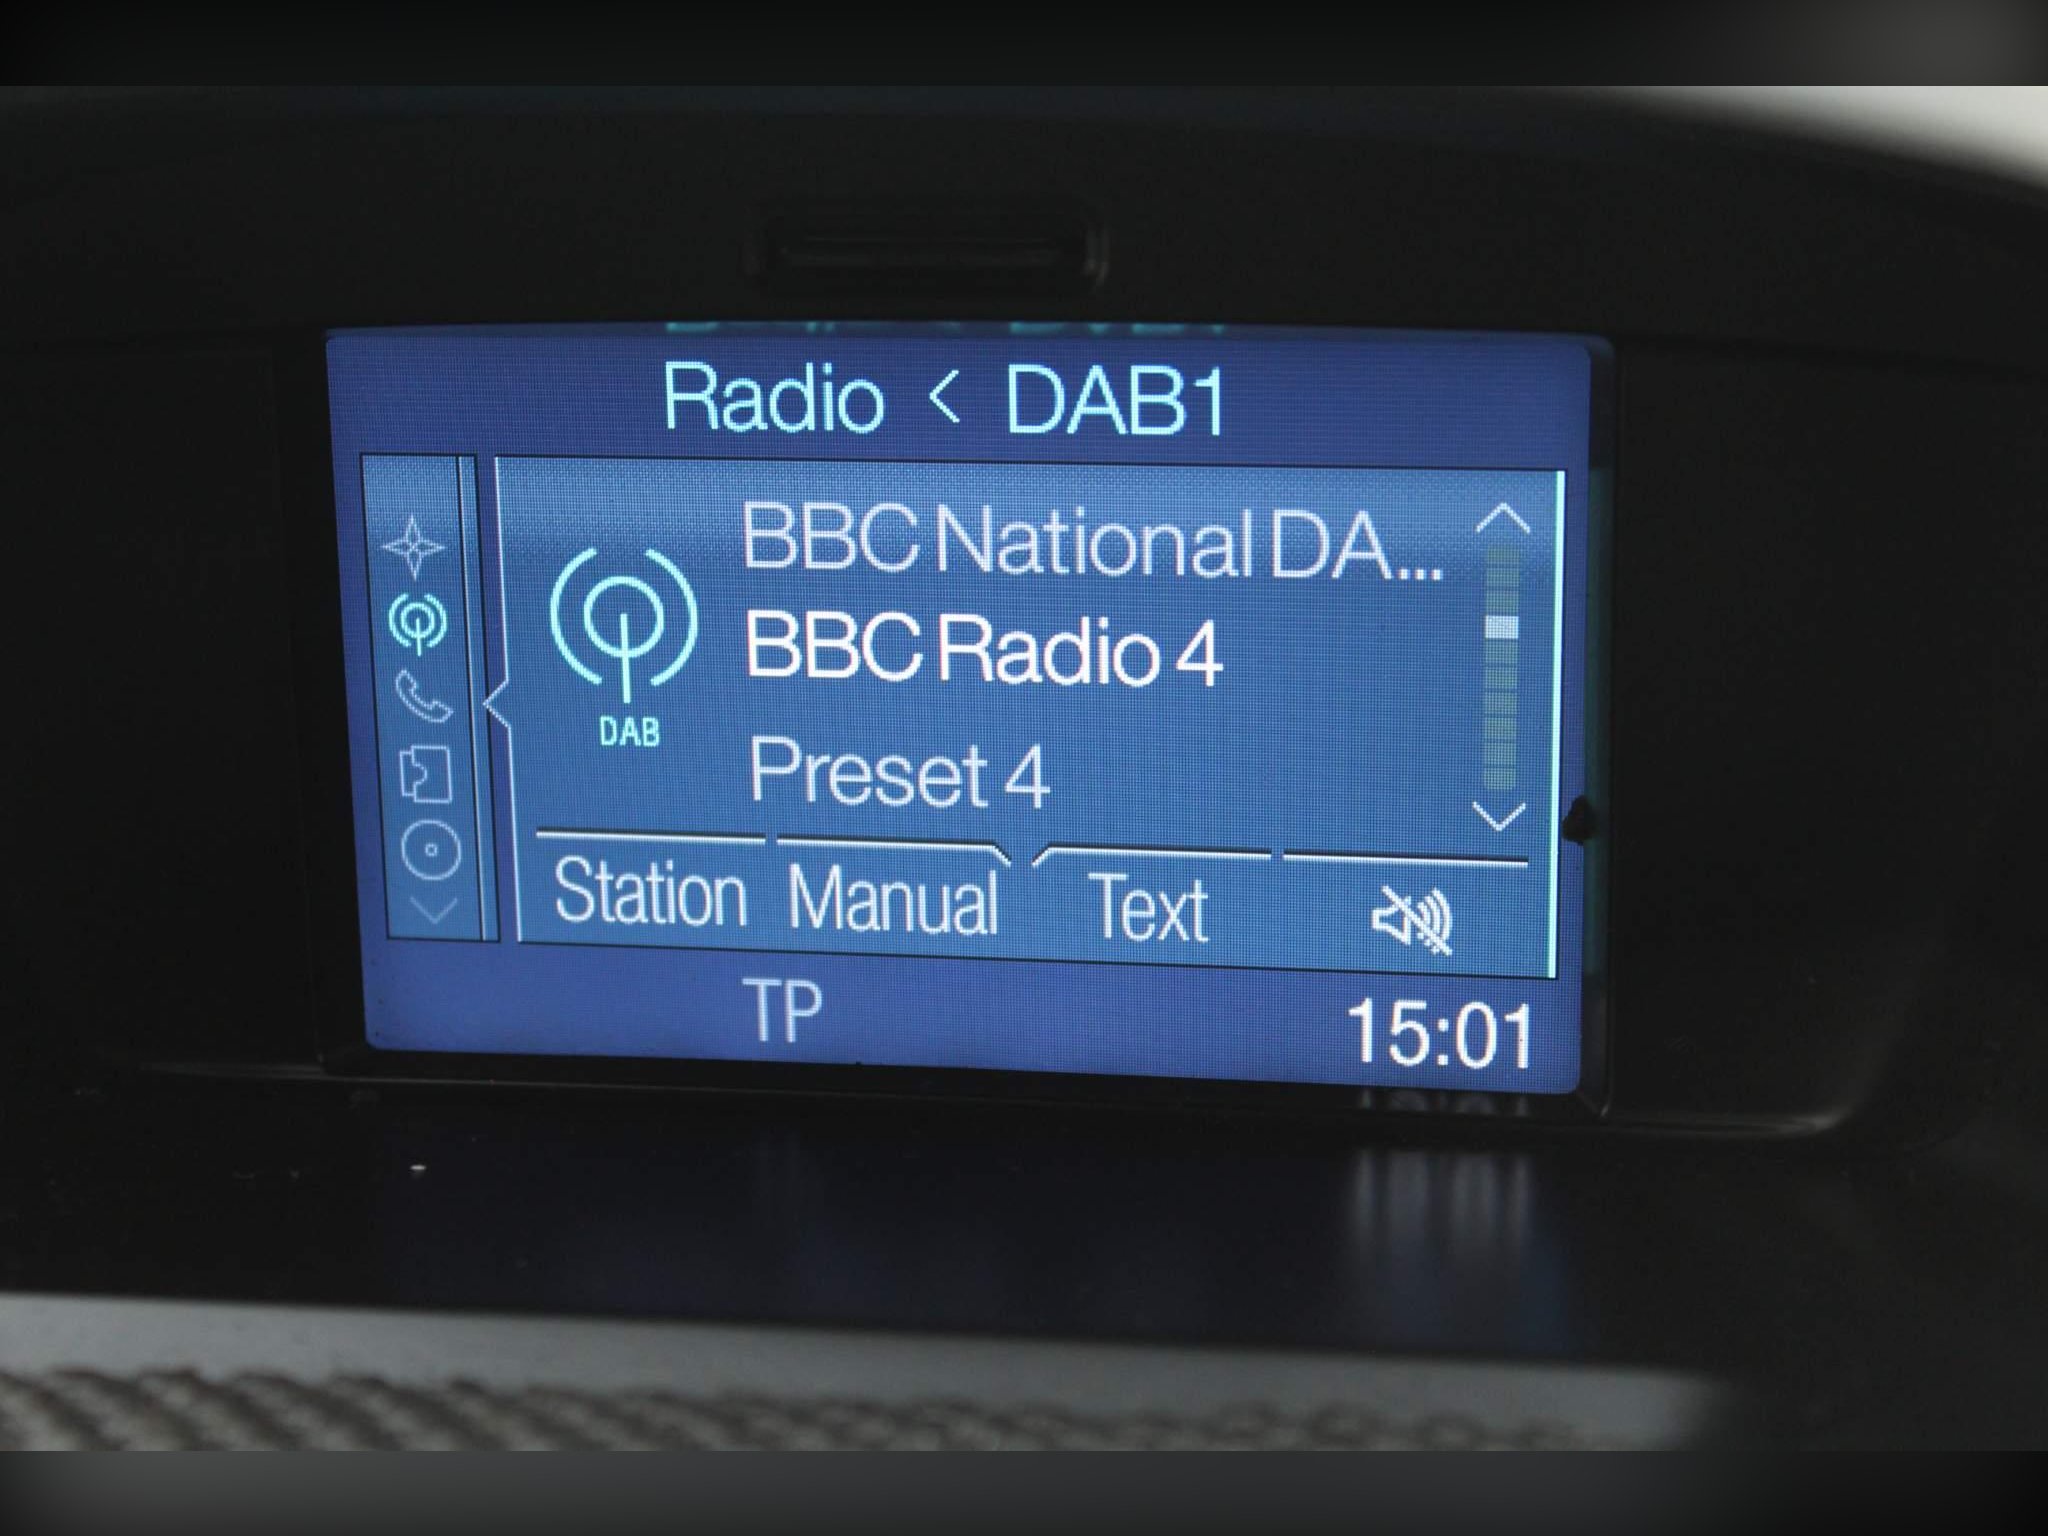 Radio < DAB1
BBC National DA...
BBC Radio 4
DAB
Preset 4
Station Manual Text
TP 15:01